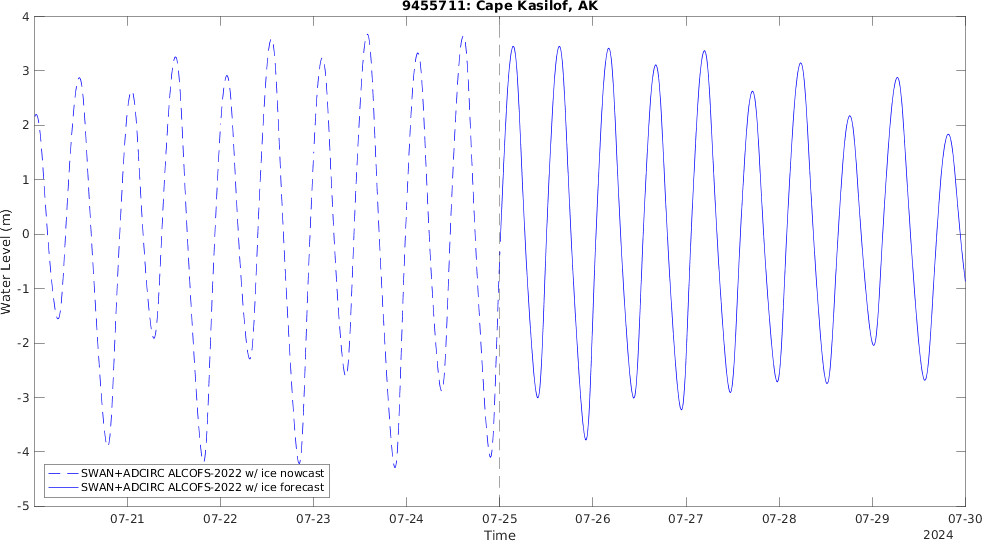 9455711: Cape Kasilof, AK
4
3
2
1
0
-1
-2
-3
-4
-5
Water Level (m)
SWAN+ADCIRC ALCOFS-2022 w/ ice nowcast
SWAN+ADCIRC ALCOFS-2022 w/ ice forecast
07-21 07-22 07-23 07-24 07-25 07-26 07-27 07-28 07-29 07-30
Time
2024